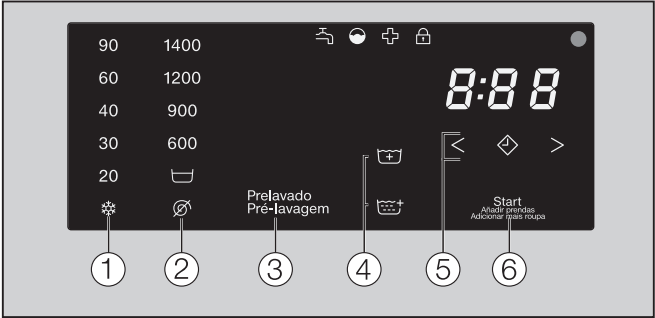 90 1400
60 1200
40 900
30 600
20
8:88
< >
Prelavado
Pré-lavagem
Start
Añadir prendas
Adicionar mais roupa
1 2 3 4 5 6